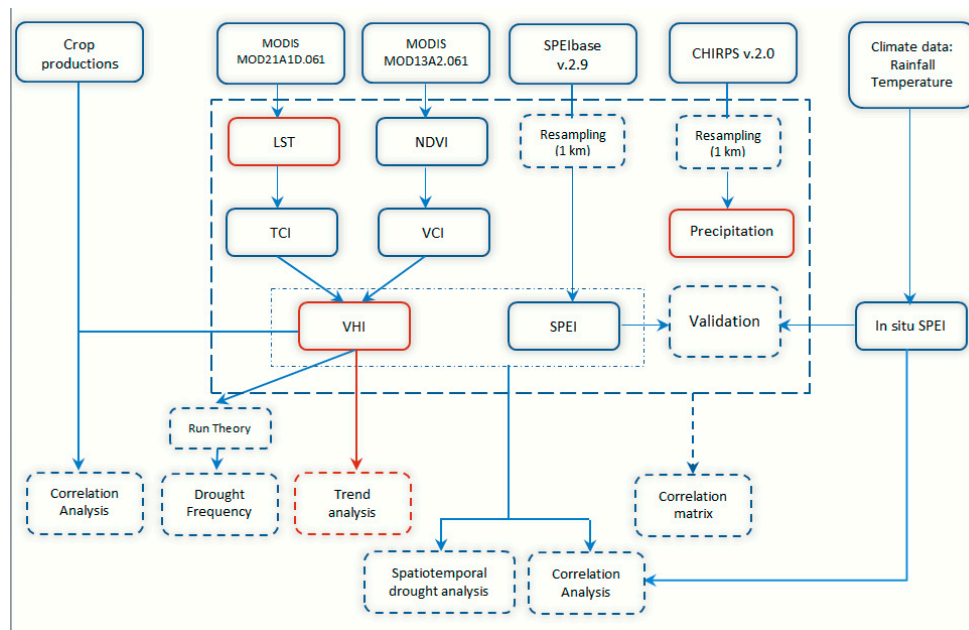 Crop
productions
MODIS
MOD21A1D.061
MODIS
MOD13A2.061
SPEIbase
v.2.9
CHIRPS v.2.0
Climate data:
Rainfall
Temperature
LST
NDVI
Resampling
(1 km)
Resampling
(1 km)
TCI
VCI
Precipitation
VHI
SPEI
Validation
In situ SPEI
Run Theory
Correlation
Analysis
Drought
Frequency
Trend
analysis
Correlation
matrix
Spatiotemporal
drought analysis
Correlation
Analysis